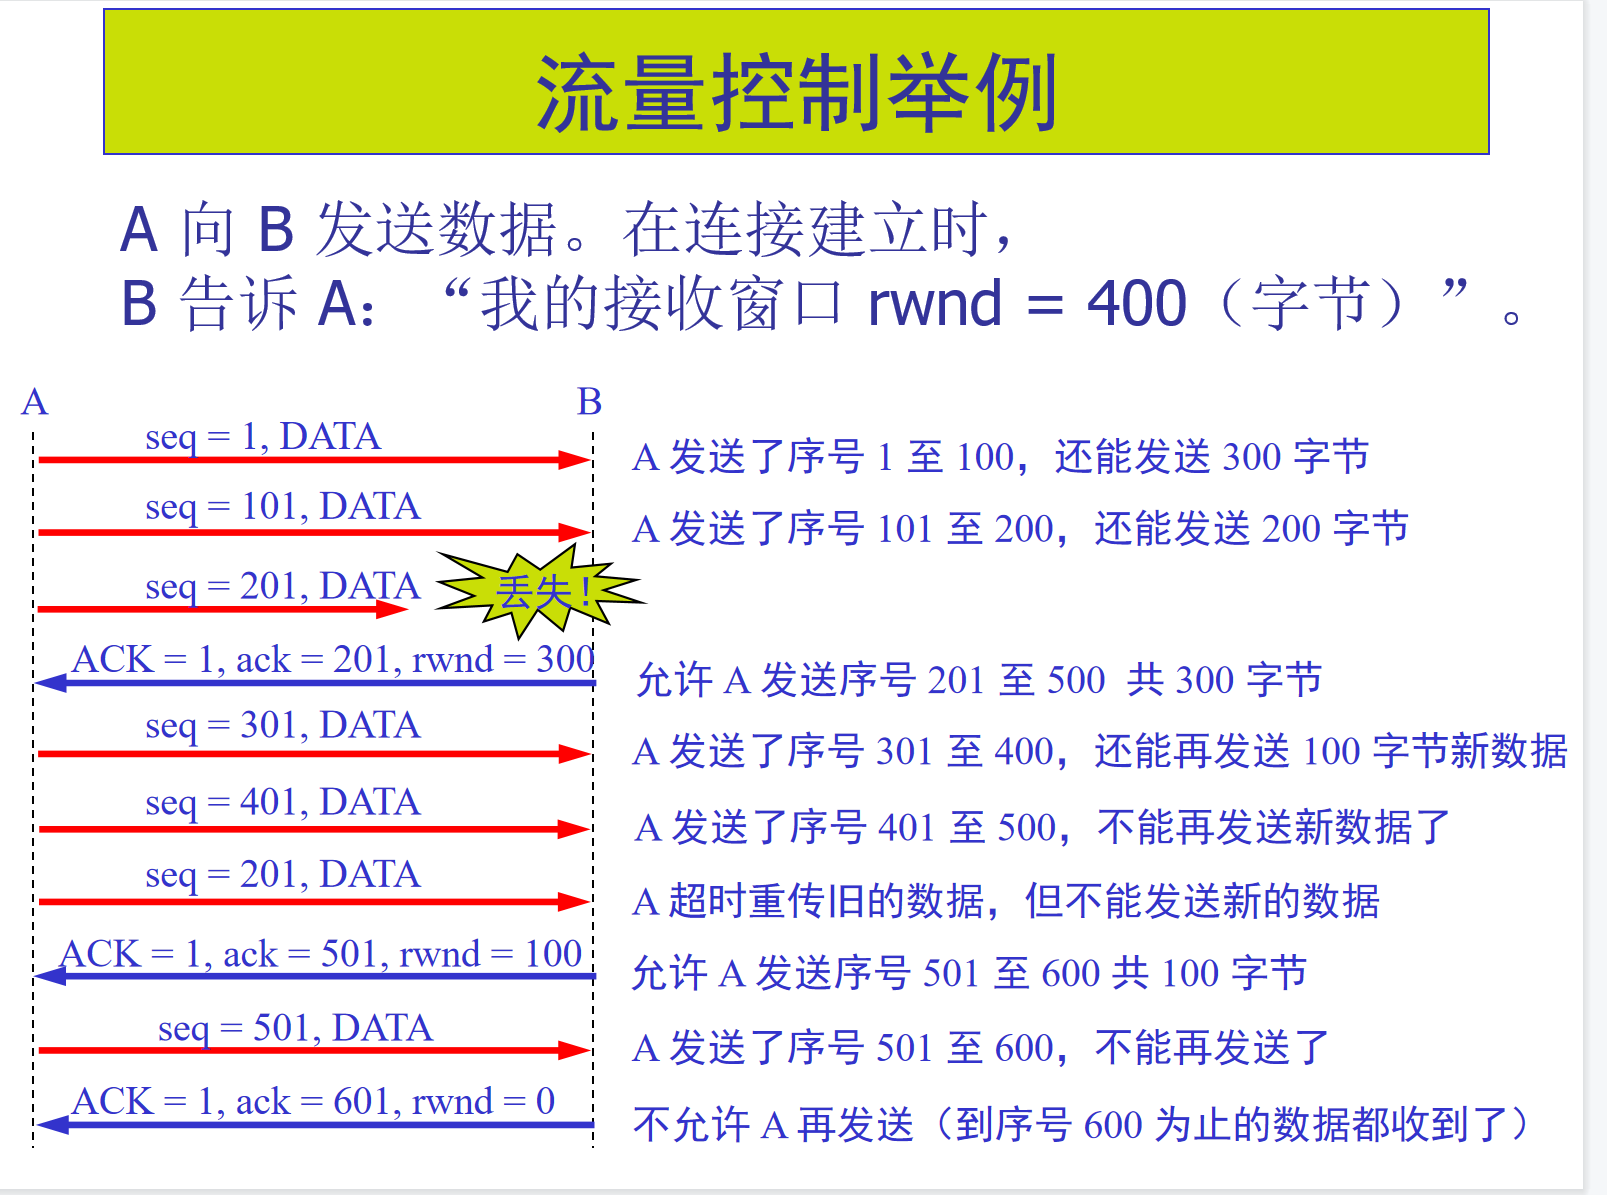 流量控制举例
A 向 B 发送数据。在连接建立时，
B 告诉 A：“我的接收窗口 rwnd = 400（字节）”。
A B
seq = 1, DATA
A 发送了序号 1 至 100，还能发送 300 字节
seq = 101, DATA
A 发送了序号 101 至 200，还能发送 200 字节
seq = 201, DATA
丢失！
ACK = 1, ack = 201, rwnd = 300
允许 A 发送序号 201 至 500 共 300 字节
seq = 301, DATA
A 发送了序号 301 至 400，还能再发送 100 字节新数据
seq = 401, DATA
A 发送了序号 401 至 500，不能再发送新数据了
seq = 201, DATA
A 超时重传旧的数据，但不能发送新的数据
ACK = 1, ack = 501, rwnd = 100
允许 A 发送序号 501 至 600 共 100 字节
seq = 501, DATA
A 发送了序号 501 至 600，不能再发送了
ACK = 1, ack = 601, rwnd = 0
不允许 A 再发送（到序号 600 为止的数据都收到了）